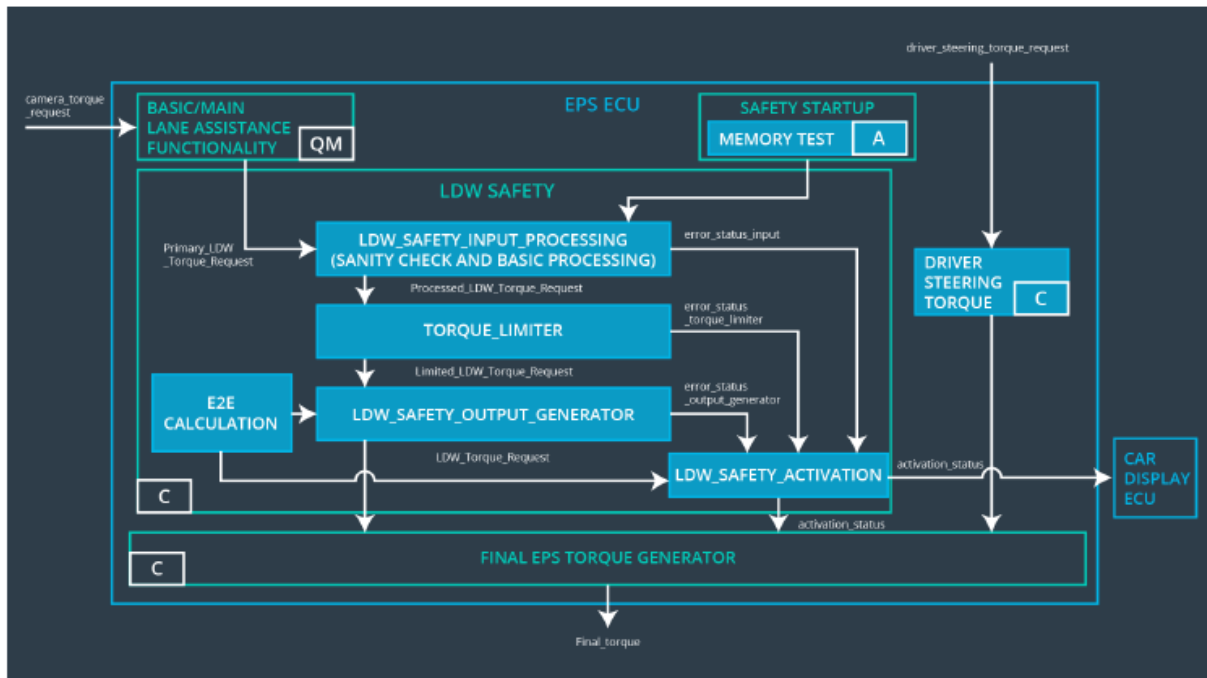 driver_steering_torque_request
camera_torque
_request
BASIC/MAIN
LANE ASSISTANCE
FUNCTIONALITY
QM
EPS ECU
SAFETY STARTUP
MEMORY TEST
A
LDW SAFETY
Primary_LDW
_Torque_Request
LDW_SAFETY_INPUT_PROCESSING
(SANITY CHECK AND BASIC PROCESSING)
error_status_input
DRIVER
STEERING
TORQUE
C
Processed_LDW_Torque_Request
TORQUE_LIMITER
error_status
_torque_limiter
Limited_LDW_Torque_Request
E2E
CALCULATION
LDW_SAFETY_OUTPUT_GENERATOR
error_status
_output_generator
LDW_Torque_Request
LDW_SAFETY_ACTIVATION
activation_status
CAR
DISPLAY
ECU
C
activation_status
FINAL EPS TORQUE GENERATOR
C
Final_torque